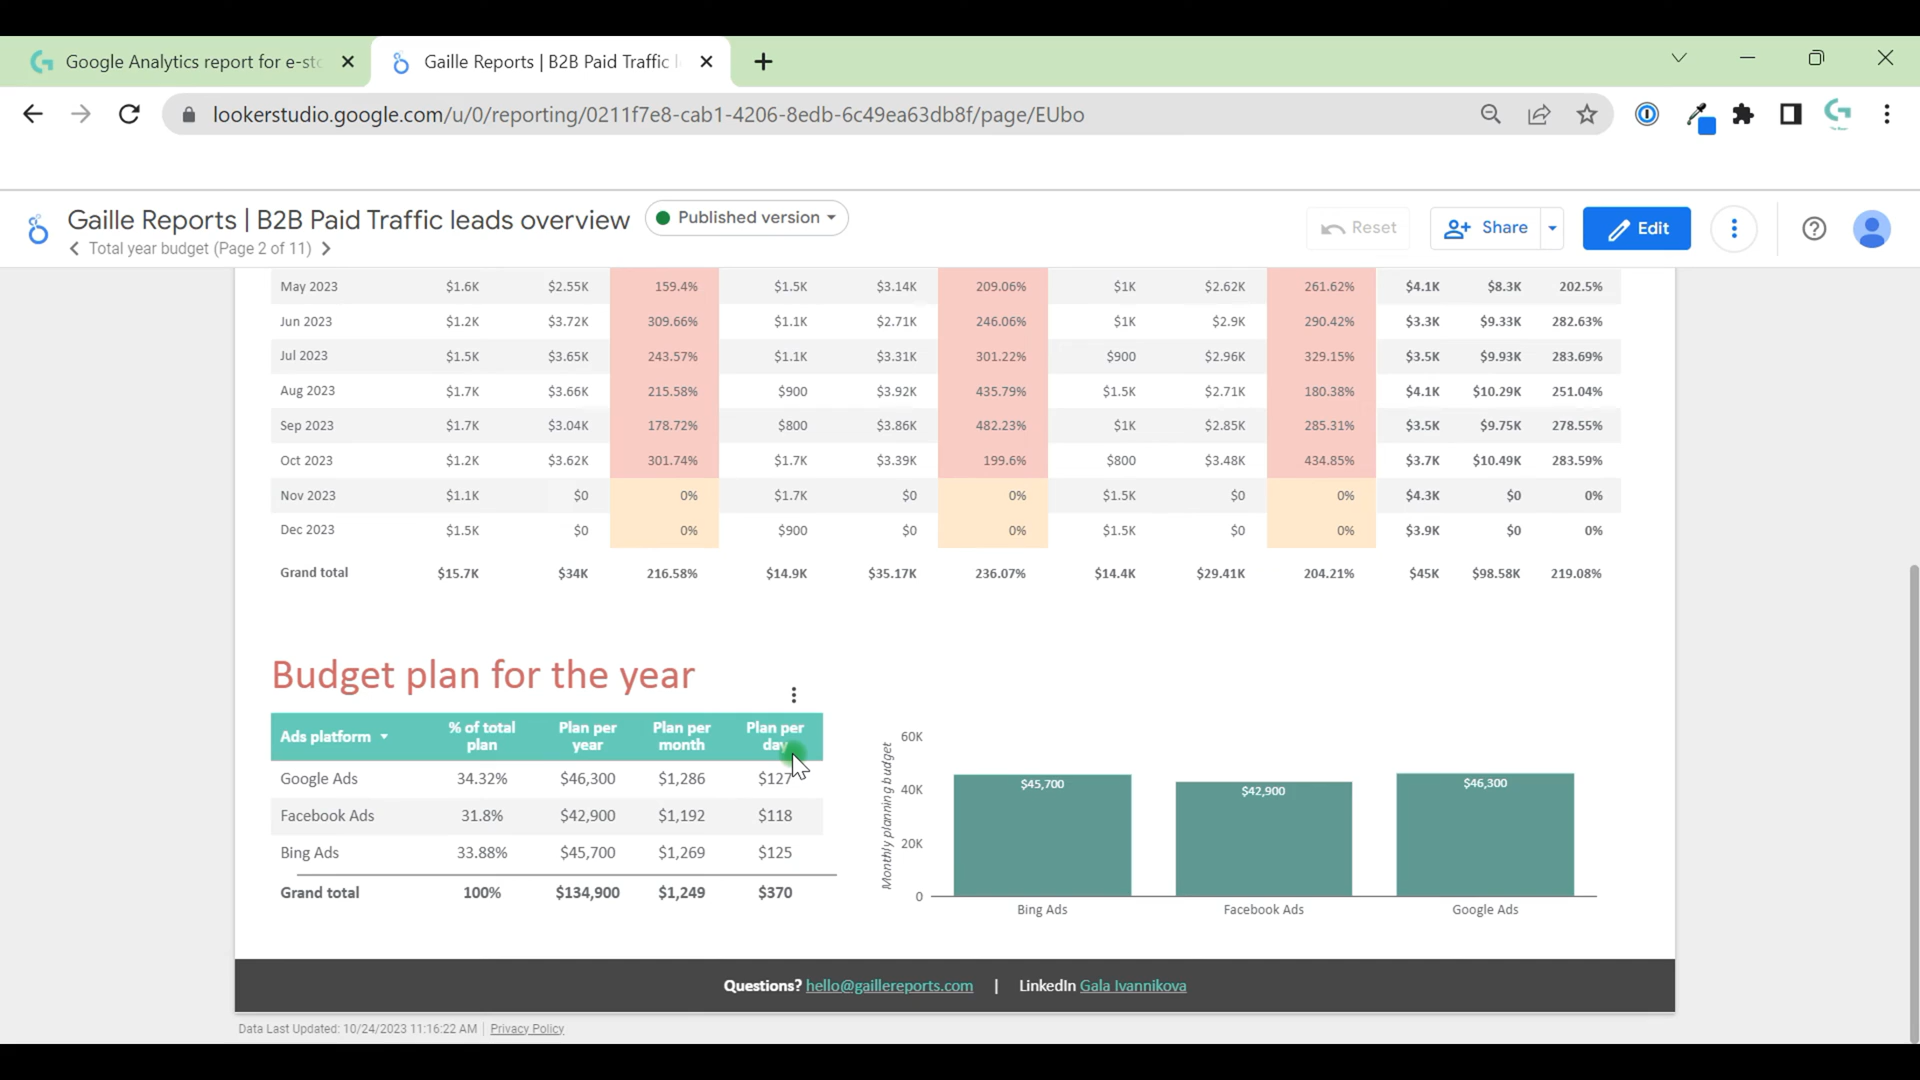 Google Analytics report for e-sto
Gaille Reports | B2B Paid Traffic l
lookerstudio.google.com/u/0/reporting/0211f7e8-cab1-4206-8edb-6c49ea63db8f/page/EUbo
Gaille Reports | B2B Paid Traffic leads overview
Published version
Reset
Share
Edit
Total year budget (Page 2 of 11)
May 2023 $1.6K $2.55K 159.4% $1.5K $3.14K 209.06% $1K $2.62K 261.62% $4.1K $8.3K 202.5%
Jun 2023 $1.2K $3.72K 309.66% $1.1K $2.71K 246.06% $1K $2.9K 290.42% $3.3K $9.33K 282.63%
Jul 2023 $1.5K $3.65K 243.57% $1.1K $3.31K 301.22% $900 $2.96K 329.15% $3.5K $9.93K 283.69%
Aug 2023 $1.7K $3.66K 215.58% $900 $3.92K 435.79% $1.5K $2.71K 180.38% $4.1K $10.29K 251.04%
Sep 2023 $1.7K $3.04K 178.72% $800 $3.86K 482.23% $1K $2.85K 285.31% $3.5K $9.75K 278.55%
Oct 2023 $1.2K $3.62K 301.74% $1.7K $3.39K 199.6% $800 $3.48K 434.85% $3.7K $10.49K 283.59%
Nov 2023 $1.1K $0 0% $1.7K $0 0% $1.5K $0 0% $4.3K $0 0%
Dec 2023 $1.5K $0 0% $900 $0 0% $1.5K $0 0% $3.9K $0 0%
Grand total $15.7K $34K 216.58% $14.9K $35.17K 236.07% $14.4K $29.41K 204.21% $45K $98.58K 219.08%
Budget plan for the year
Ads platform
% of total
plan
Plan per
year
Plan per
month
Plan per
day
Google Ads 34.32% $46,300 $1,286 $127
Facebook Ads 31.8% $42,900 $1,192 $118
Bing Ads 33.88% $45,700 $1,269 $125
Grand total 100% $134,900 $1,249 $370
Monthly planning budget
60K
40K
20K
0
$45,700
$42,900
$46,300
Bing Ads
Facebook Ads
Google Ads
Questions? hello@gaillereports.com | LinkedIn Gala Ivannikova
Data Last Updated: 10/24/2023 11:16:22 AM Privacy Policy